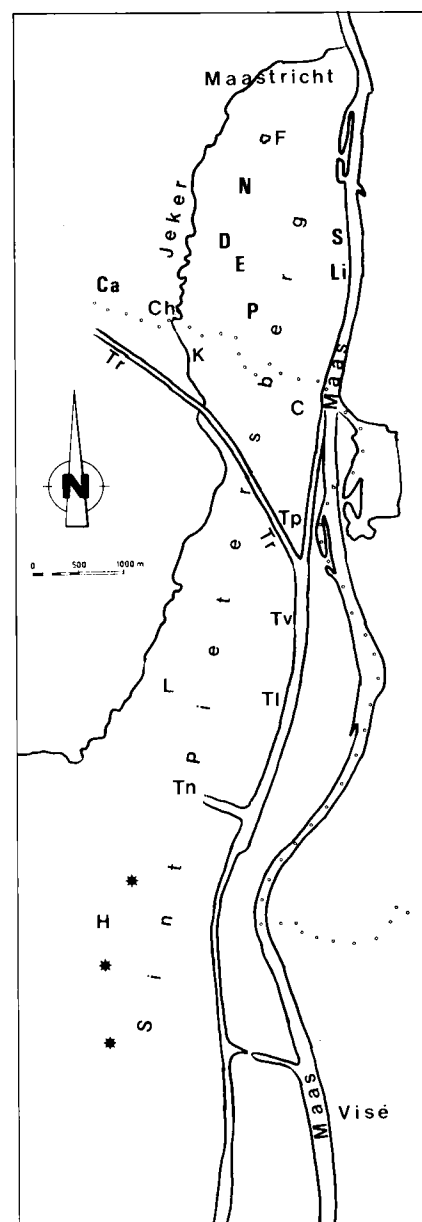 Maastricht
F
Jeker
N
D
S
E
Li
Ca
Ch
P
K
Maas
C
Tr
N
Tp
Tr
0 500 1000 m
Tv
L
Tl
Tn
H
Sint Pietersberg
Maas
Visé